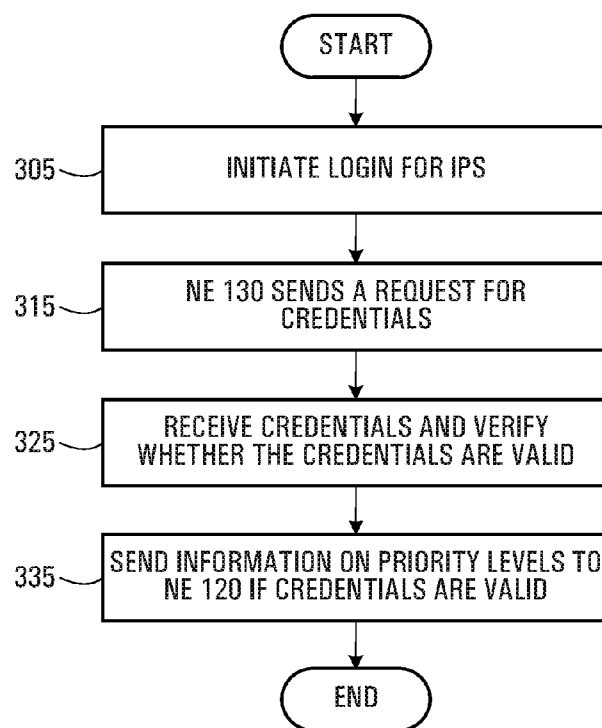 START
305
INITIATE LOGIN FOR IPS
315
NE 130 SENDS A REQUEST FOR
CREDENTIALS
325
RECEIVE CREDENTIALS AND VERIFY
WHETHER THE CREDENTIALS ARE VALID
335
SEND INFORMATION ON PRIORITY LEVELS TO
NE 120 IF CREDENTIALS ARE VALID
END